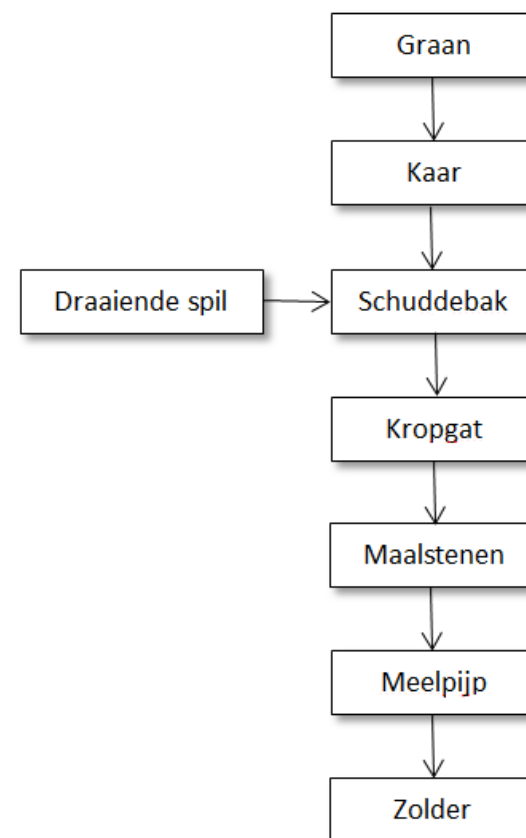 Graan
Kaar
Draaiende spil
Schuddebak
Kropgat
Maalstenen
Meelpijp
Zolder